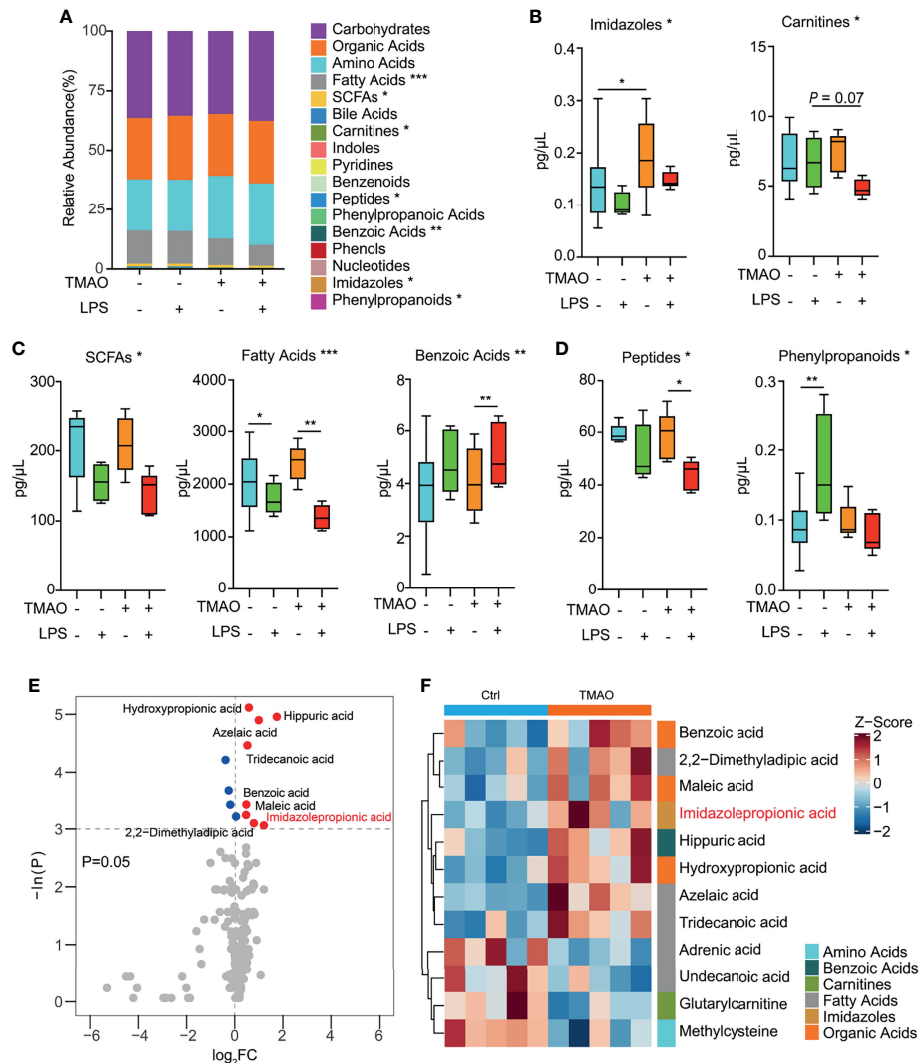 A
Relative Abundance(%)
100
75
50
25
0
TMAO - - + +
LPS - + - +
Carbohydrates
Organic Acids
Amino Acids
Fatty Acids ***
SCFAs *
Bile Acids
Carnitines *
Indoles
Pyridines
Benzenoids
Peptides *
Phenylpropanoic Acids
Benzoic Acids **
Phencls
Nucleotides
Imidazoles *
Phenylpropanoids *
B
Imidazoles *
pg/µL
0.4
0.3
0.2
0.1
0.0
*
TMAO - - + +
LPS - + - +
Carnitines *
pg/µL
15
10
5
0
P = 0.07
- - + +
- + - +
C
SCFAs *
pg/µL
300
200
100
0
TMAO - - + +
LPS - + - +
Fatty Acids ***
pg/µL
4000
3000
2000
1000
0
*
**
- - + +
- + - +
Benzoic Acids **
pg/µL
8
6
4
2
0
**
- - + +
- + - +
D
Peptides *
pg/µL
80
60
40
20
0
*
TMAO - - + +
LPS - + - +
Phenylpropanoids *
pg/µL
0.3
0.2
0.1
0.0
**
- - + +
- + - +
E
−ln(P)
5
4
3
2
1
0
Hydroxypropionic acid
Hippuric acid
Azelaic acid
Tridecanoic acid
Benzoic acid
Maleic acid
Imidazolepropionic acid
2,2−Dimethyladipic acid
P=0.05
−6 −4 −2 0 2 4 6
log2FC
F
Ctrl TMAO
Benzoic acid
2,2−Dimethyladipic acid
Maleic acid
Imidazolepropionic acid
Hippuric acid
Hydroxypropionic acid
Azelaic acid
Tridecanoic acid
Adrenic acid
Undecanoic acid
Glutarylcarnitine
Methylcysteine
Z−Score
2
1
0
−1
−2
Amino Acids
Benzoic Acids
Carnitines
Fatty Acids
Imidazoles
Organic Acids